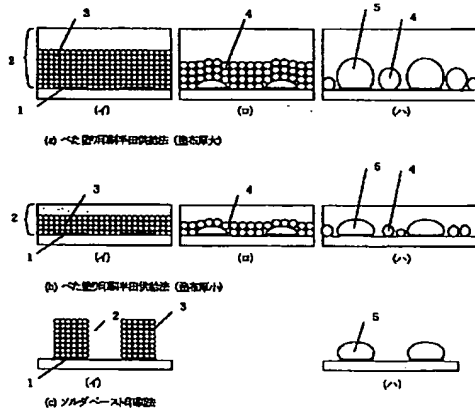 3 4 5 4
2
1
(イ) (ロ) (ハ)
(a) べた塗り印刷半田供給法（塗布厚大）
3 4 5 4
2
1
(イ) (ロ) (ハ)
(b) べた塗り印刷半田供給法（塗布厚小）
2 3 5
1
(イ) (ハ)
(c) ソルダペースト印刷法